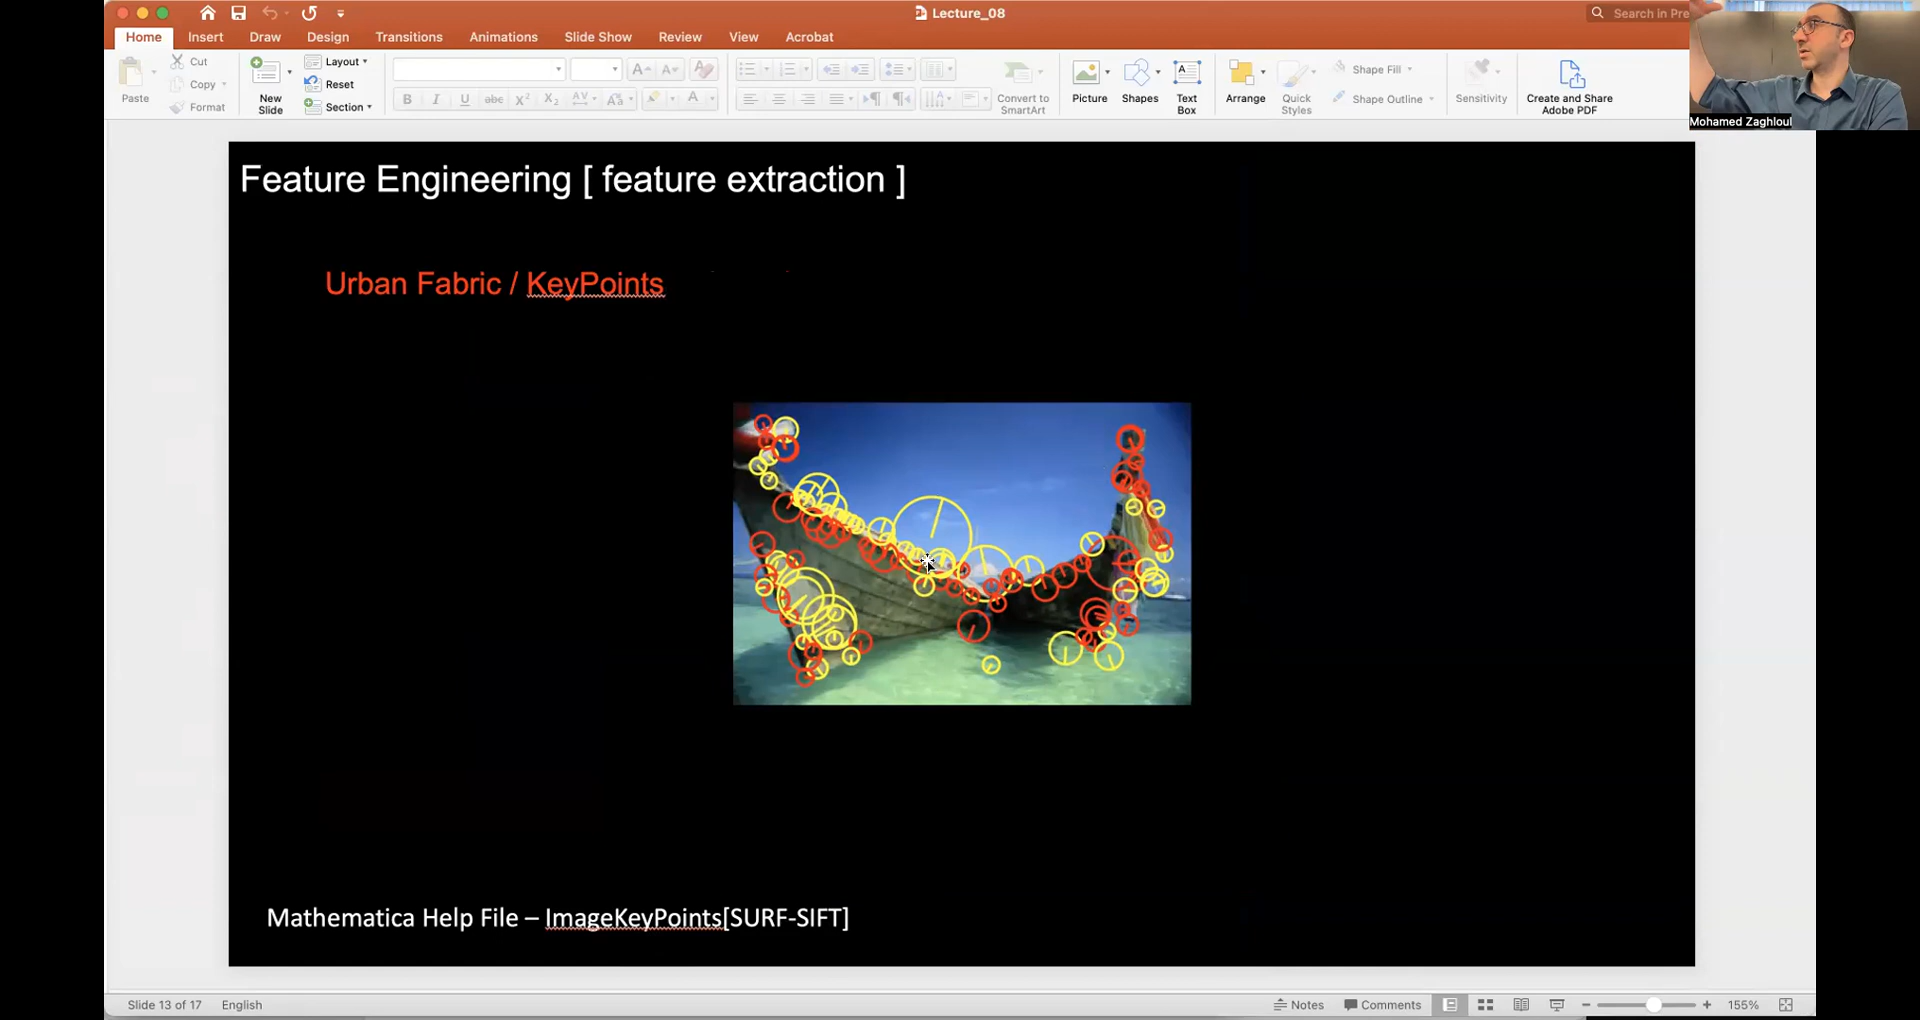 Lecture_08
Search in Pre
Home Insert Draw Design Transitions Animations Slide Show Review View Acrobat
Paste
Cut
Copy
Format
New Slide
Layout
Reset
Section
Convert to SmartArt
Picture
Shapes
Text Box
Arrange
Quick Styles
Shape Fill
Shape Outline
Sensitivity
Create and Share Adobe PDF
Mohamed Zaghloul
Feature Engineering [ feature extraction ]
Urban Fabric / KeyPoints
Mathematica Help File – ImageKeyPoints[SURF-SIFT]
Slide 13 of 17 English Notes Comments 155%